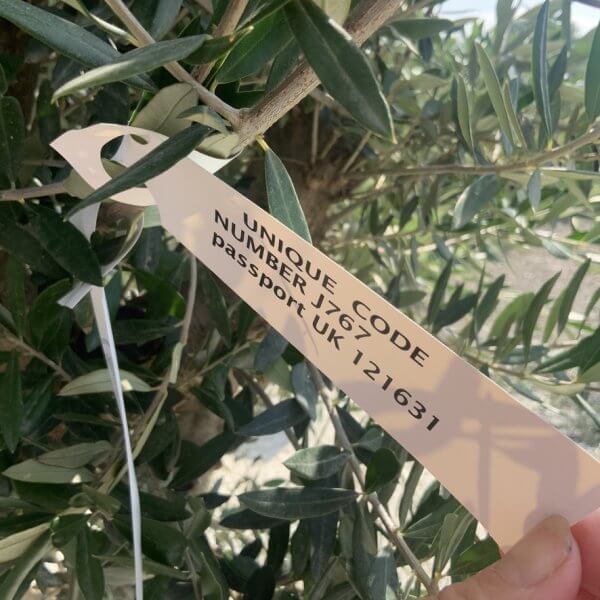 UNIQUE CODE
NUMBER J767
passport UK 121631